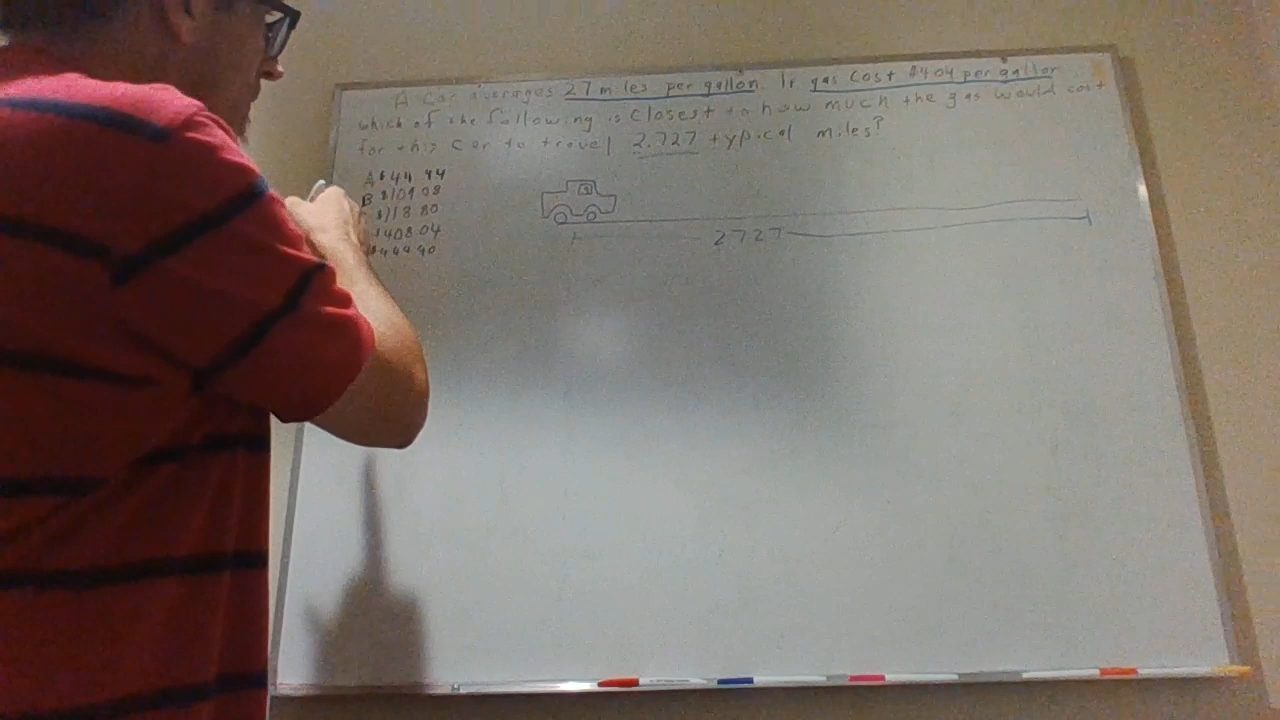 A car averages 27 miles per gallon. If gas cost $4.04 per gallon
which of the following is closest to how much the gas would cost
for this car to travel 2.727 typical miles?
A $44.44
B $109.08
$118.80
$408.04
$444.40
2727